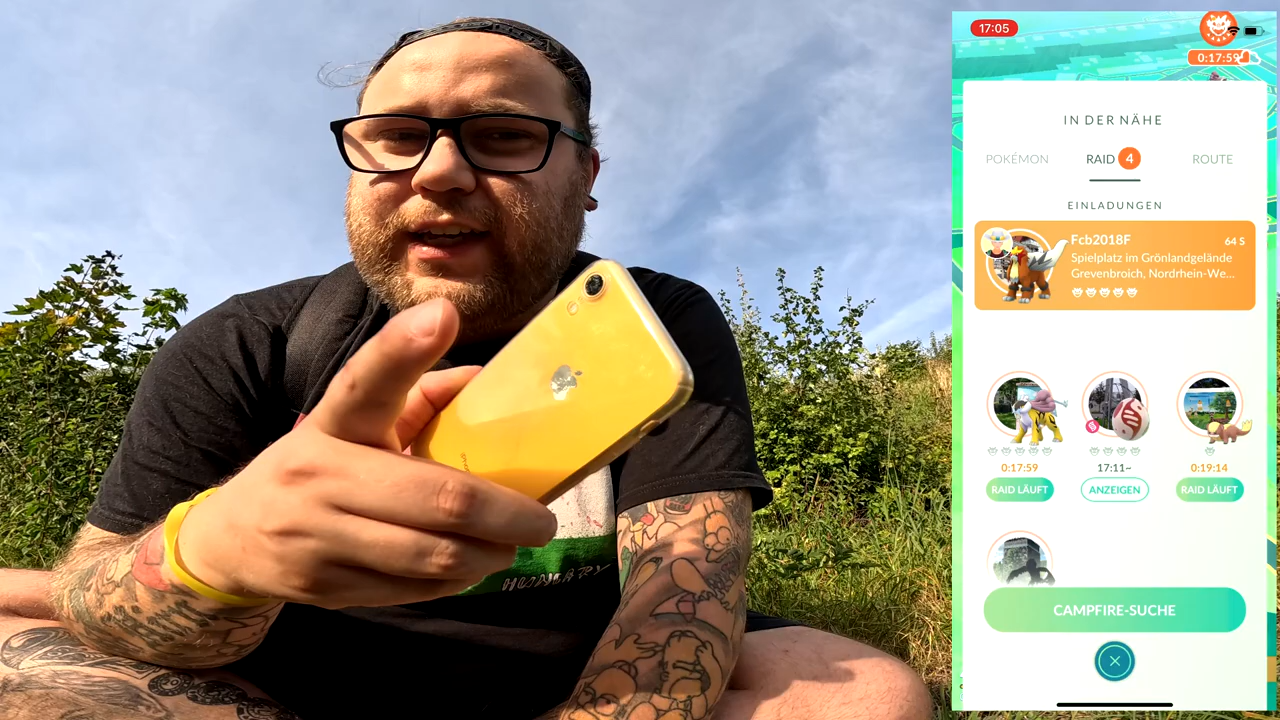 17:05
0:17:59
IN DER NÄHE
POKÉMON RAID 4 ROUTE
EINLADUNGEN
Fcb2018F 64 S
Spielplatz im Grönlandgelände
Grevenbroich, Nordrhein-We...
0:17:59 17:11~ 0:19:14
RAID LÄUFT ANZEIGEN RAID LÄUFT
CAMPFIRE-SUCHE